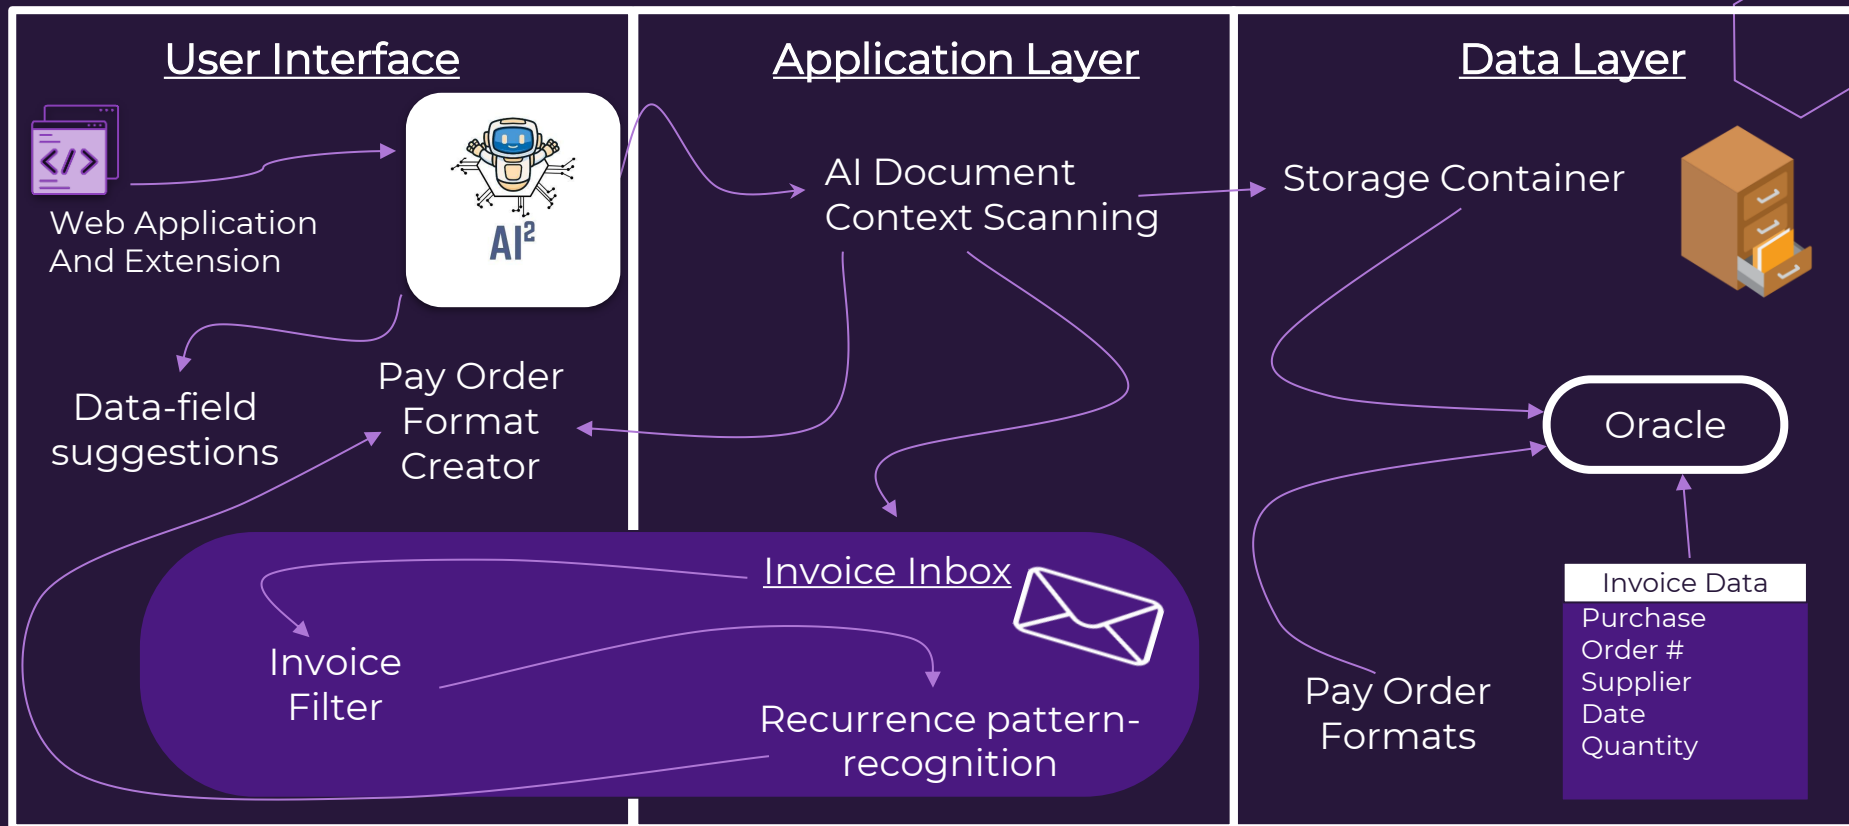 User Interface
Application Layer
Data Layer
</>
AI²
Web Application
And Extension
AI Document
Context Scanning
Storage Container
Data-field
suggestions
Pay Order
Format
Creator
Oracle
Invoice Inbox
Invoice
Filter
Recurrence pattern-
recognition
Pay Order
Formats
Invoice Data
Purchase
Order #
Supplier
Date
Quantity